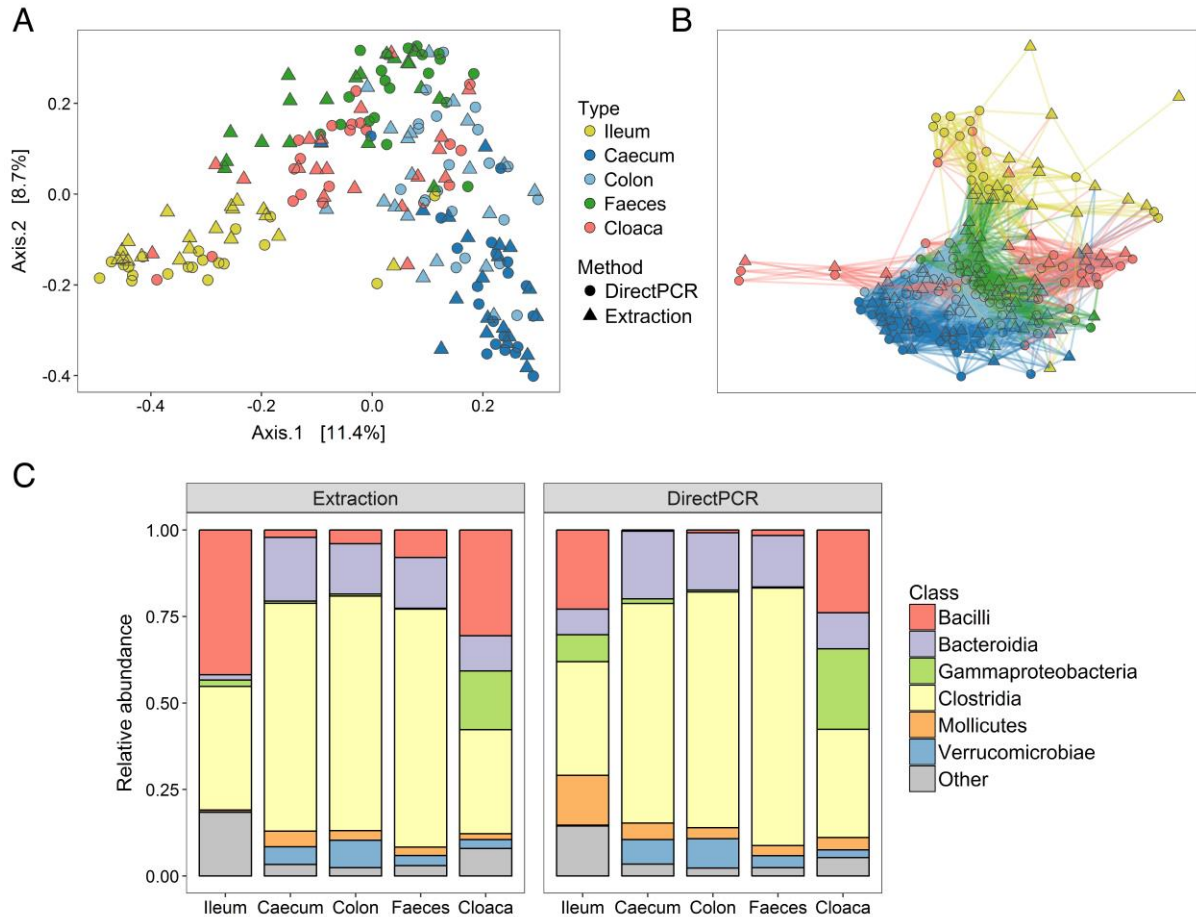 A
B
0.2
0.0
-0.2
-0.4
Axis.2 [8.7%]
-0.4
-0.2
0.0
0.2
Axis.1 [11.4%]
Type
Ileum
Caecum
Colon
Faeces
Cloaca
Method
DirectPCR
Extraction
C
Extraction
DirectPCR
1.00
0.75
0.50
0.25
0.00
Relative abundance
Ileum Caecum Colon Faeces Cloaca
Ileum Caecum Colon Faeces Cloaca
Class
Bacilli
Bacteroidia
Gammaproteobacteria
Clostridia
Mollicutes
Verrucomicrobiae
Other